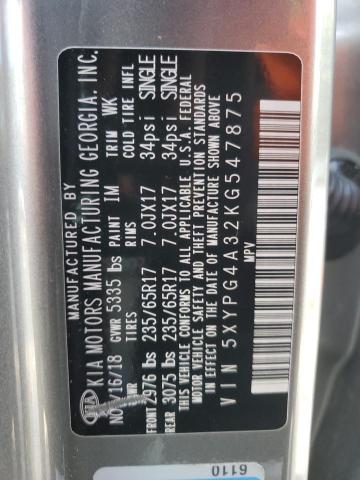 MANUFACTURED BY
KIA KIA MOTORS MANUFACTURING GEORGIA, INC.
NOV/16/18 GVWR 5335 lbs PAINT IM TRIM WK
TIRES RIMS COLD TIRE INFL
FRONT 2976 lbs 235/65R17 7.0JX17 34psi SINGLE
REAR 3075 lbs 235/65R17 7.0JX17 34psi SINGLE
THIS VEHICLE CONFORMS TO ALL APPLICABLE U.S.A. FEDERAL
MOTOR VEHICLE SAFETY AND THEFT PREVENTION STANDARDS
IN EFFECT ON THE DATE OF MANUFACTURE SHOWN ABOVE
VIN 5XYPG4A32KG547875
MPV
6110